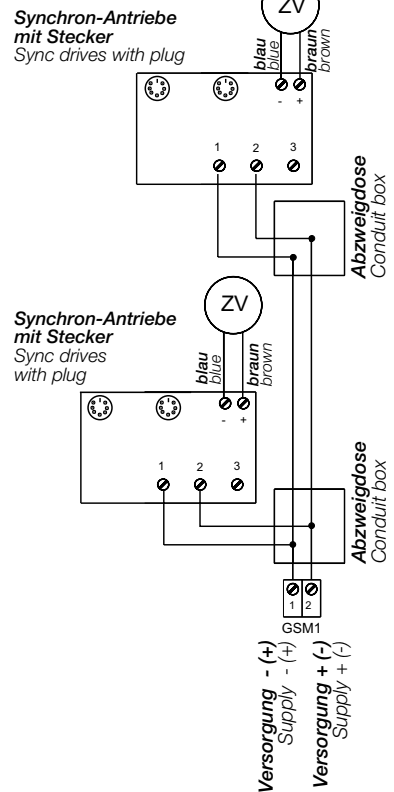 ZV
Synchron-Antriebe
mit Stecker
Sync drives with plug
blau
blue
braun
brown
- +
1 2 3
Abzweigdose
Conduit box
ZV
Synchron-Antriebe
mit Stecker
Sync drives
with plug
blau
blue
braun
brown
- +
1 2 3
Abzweigdose
Conduit box
1 2
GSM1
Versorgung - (+)
Supply - (+)
Versorgung + (-)
Supply + (-)